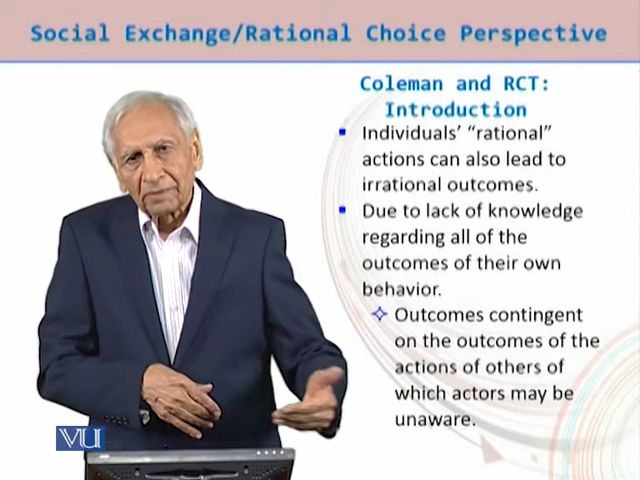 Social Exchange/Rational Choice Perspective
Coleman and RCT:
Introduction
Individuals' "rational"
actions can also lead to
irrational outcomes.
Due to lack of knowledge
regarding all of the
outcomes of their own
behavior.
Outcomes contingent
on the outcomes of the
actions of others of
which actors may be
unaware.
VU